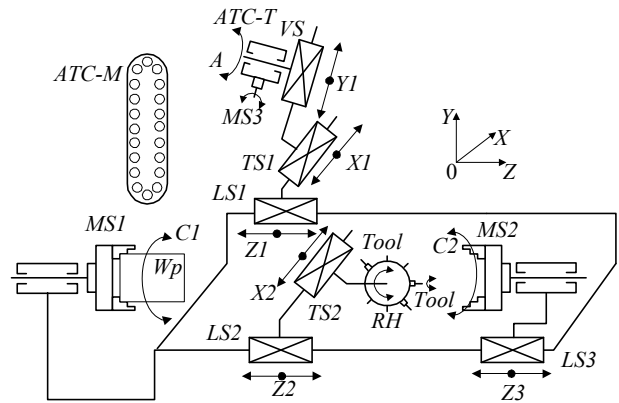 ATC-T
VS
ATC-M
A
Y1
MS3
TS1
X1
Y
X
0
Z
LS1
MS1
C1
Z1
Tool
C2
MS2
Wp
X2
TS2
RH
Tool
LS2
LS3
Z2
Z3